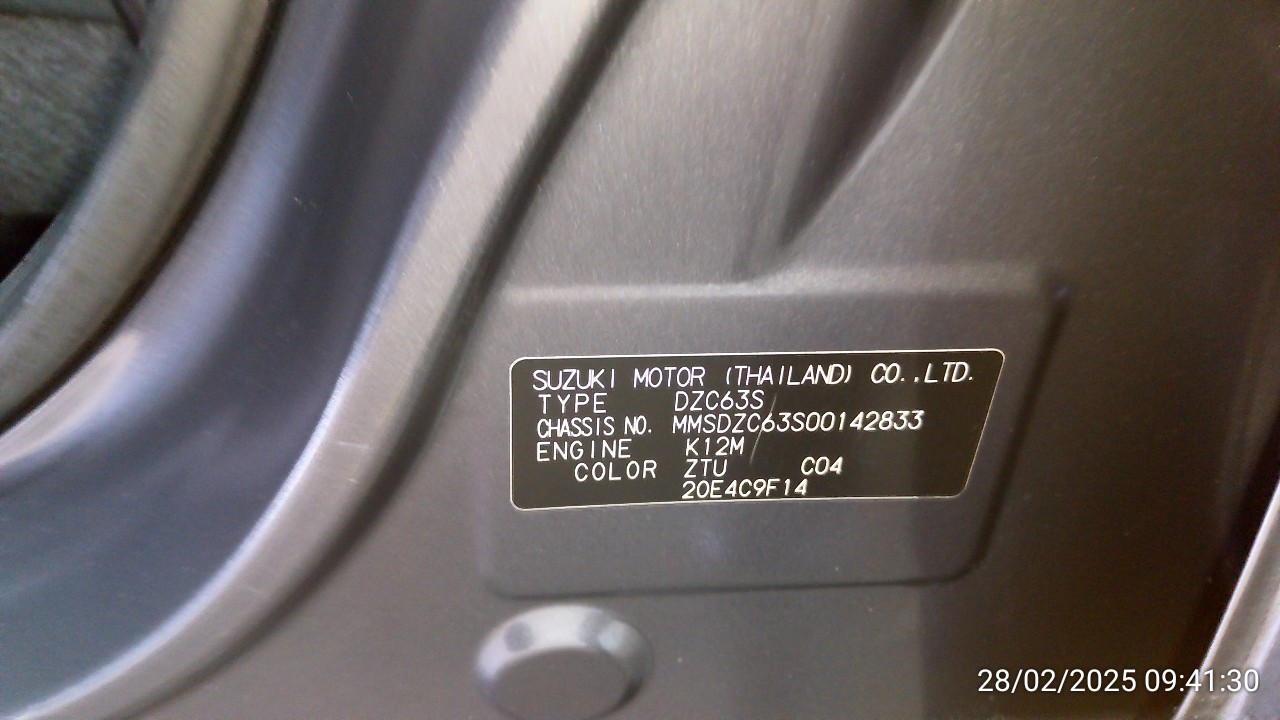 SUZUKI MOTOR (THAILAND) CO.,LTD.
TYPE DZC63S
CHASSIS NO. MMSDZC63S00142833
ENGINE K12M
COLOR ZTU C04
20E4C9F14
28/02/2025 09:41:30